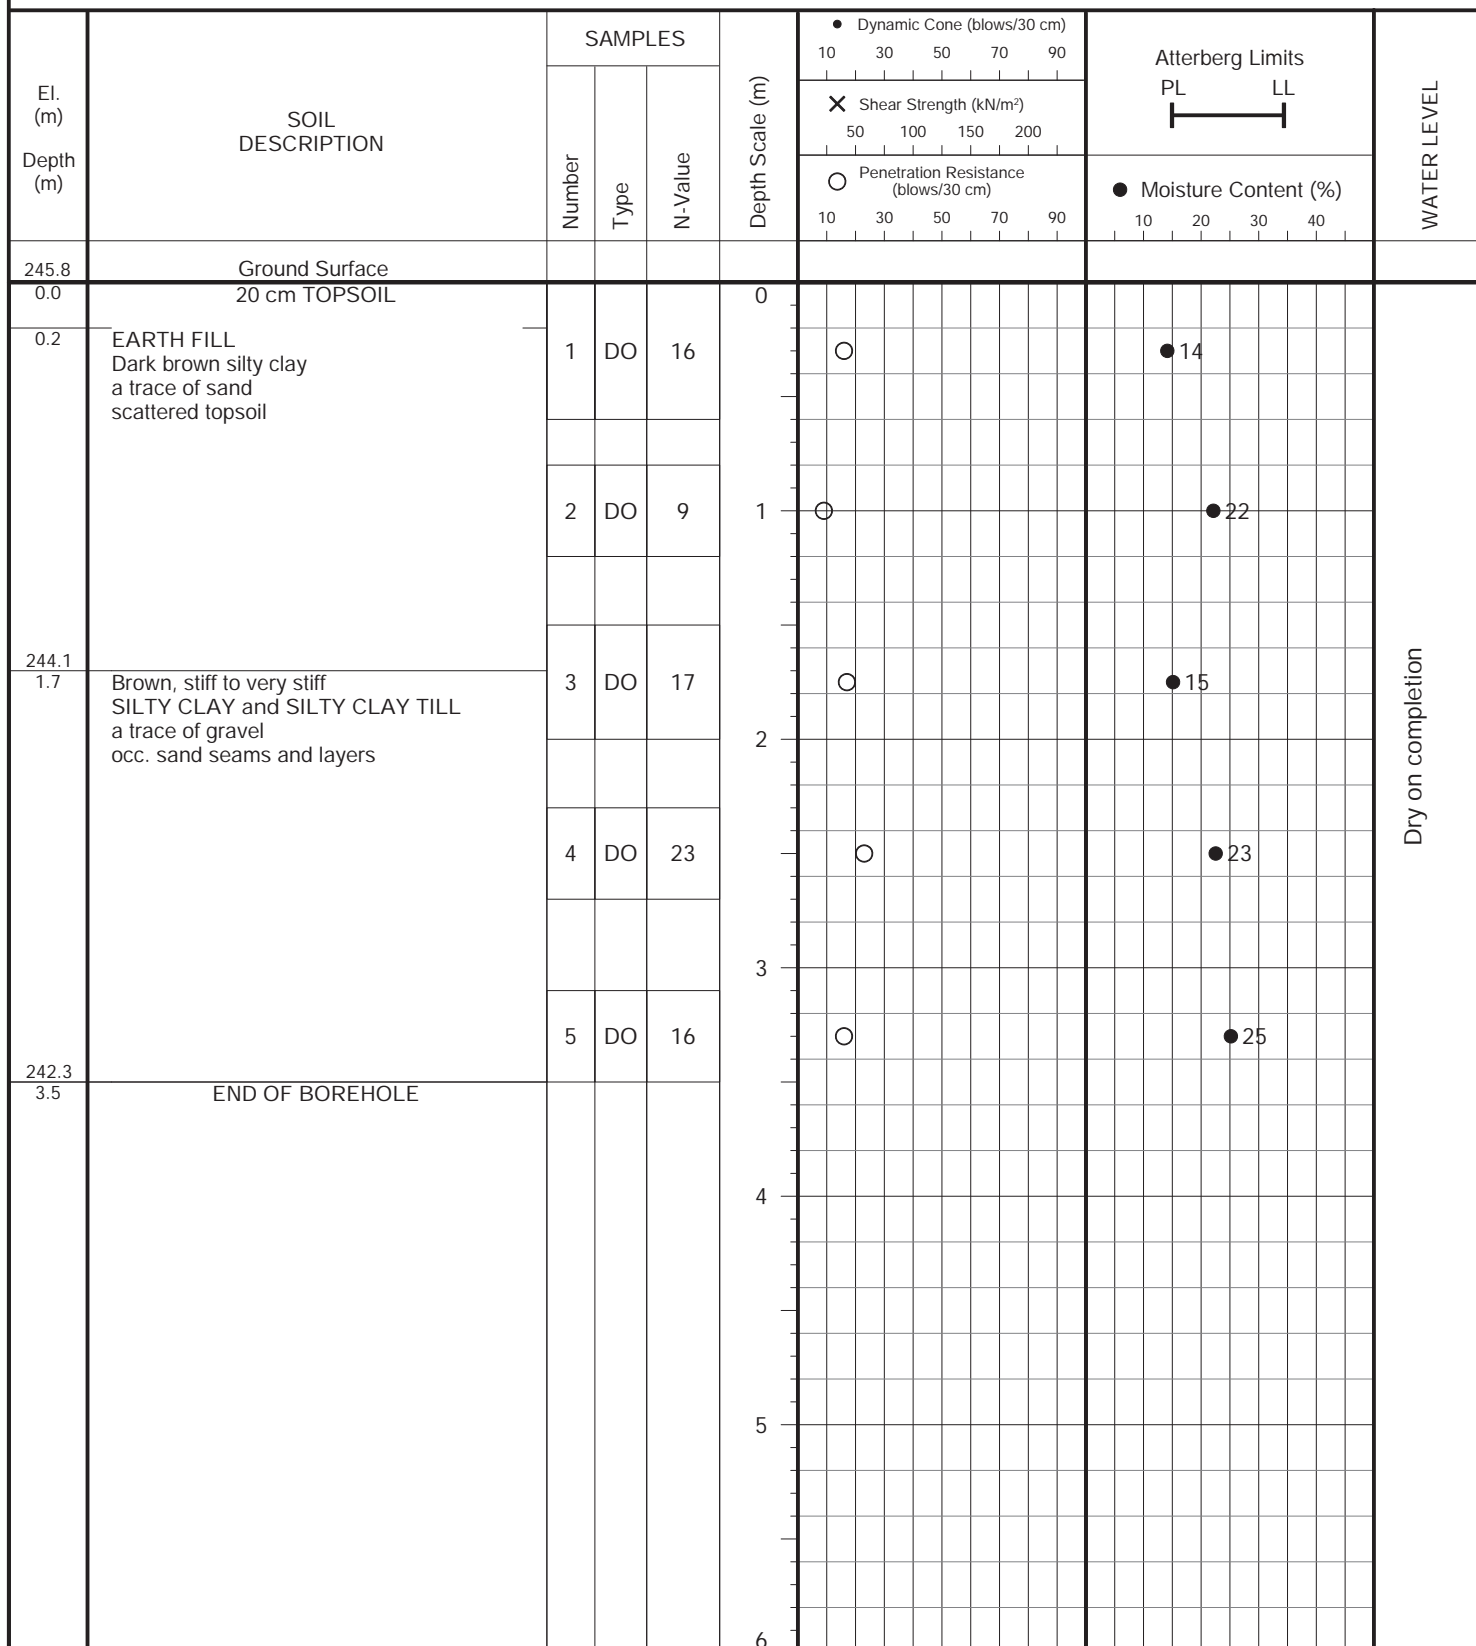 El.
(m)
Depth
(m)
SOIL
DESCRIPTION
SAMPLES
Number
Type
N-Value
Depth Scale (m)
Dynamic Cone (blows/30 cm)
10 30 50 70 90
Shear Strength (kN/m²)
50 100 150 200
Penetration Resistance
(blows/30 cm)
10 30 50 70 90
Atterberg Limits
PL LL
Moisture Content (%)
10 20 30 40
WATER LEVEL
245.8 Ground Surface
0.0 20 cm TOPSOIL 0
0.2 EARTH FILL
Dark brown silty clay
a trace of sand
scattered topsoil
1 DO 16 14
2 DO 9 1 22
244.1
1.7 Brown, stiff to very stiff 3 DO 17 15
SILTY CLAY and SILTY CLAY TILL
a trace of gravel
occ. sand seams and layers
2
Dry on completion
4 DO 23 23
3
5 DO 16 25
242.3
3.5 END OF BOREHOLE
4
5
6